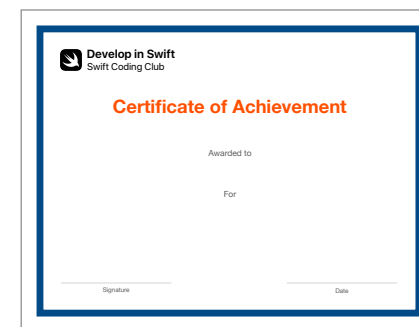 Develop in Swift
Swift Coding Club
Certificate of Achievement
Awarded to
For
Signature
Date